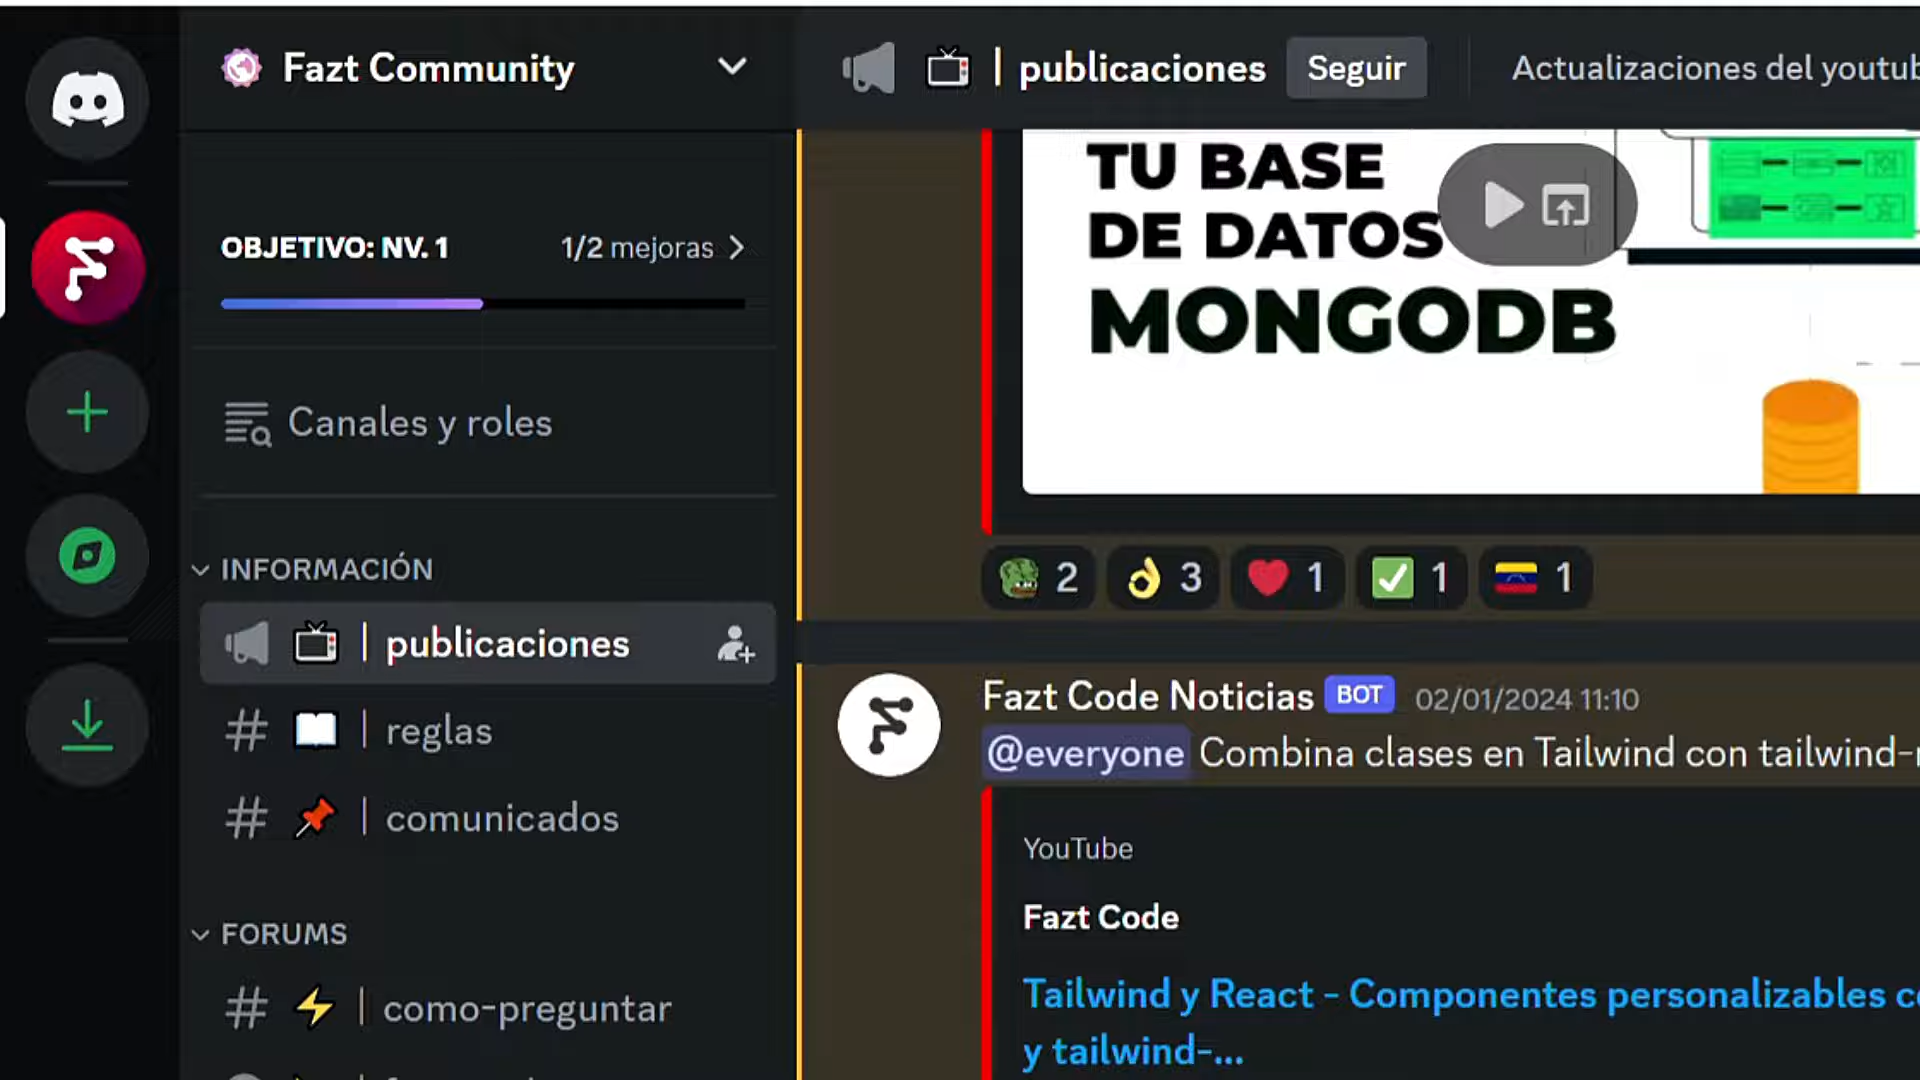 Fazt Community
OBJETIVO: NV. 1
1/2 mejoras
Canales y roles
INFORMACIÓN
| publicaciones
# | reglas
# | comunicados
FORUMS
# | como-preguntar
| publicaciones
Seguir
Actualizaciones del youtub
TU BASE
DE DATOS
MONGODB
2
3
1
1
1
Fazt Code Noticias
BOT
02/01/2024 11:10
@everyone Combina clases en Tailwind con tailwind-
YouTube
Fazt Code
Tailwind y React - Componentes personalizables c
y tailwind-...